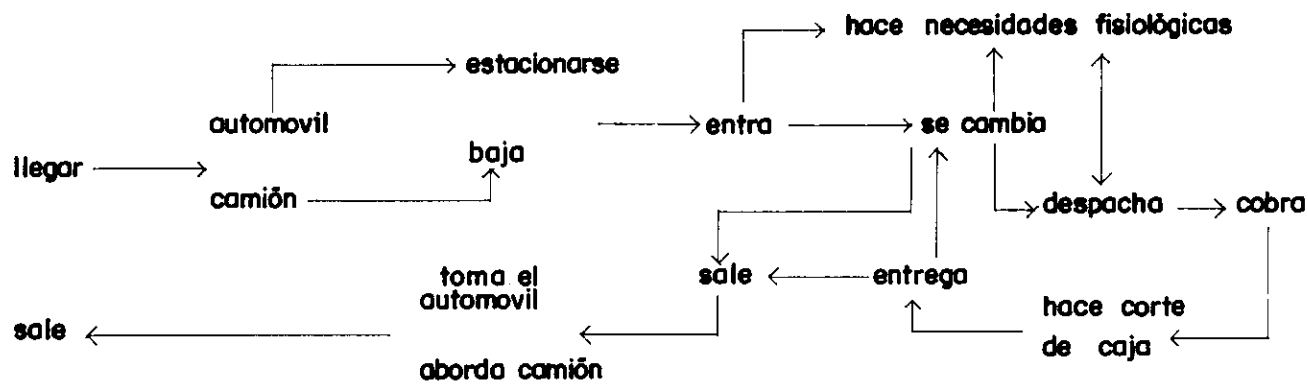 hace necesidades fisiológicas
estacionarse
automovil
entra
se cambia
baja
llegar
camión
despacha
cobra
toma el
automovil
sale
entrega
hace corte
de caja
sale
aborda camión